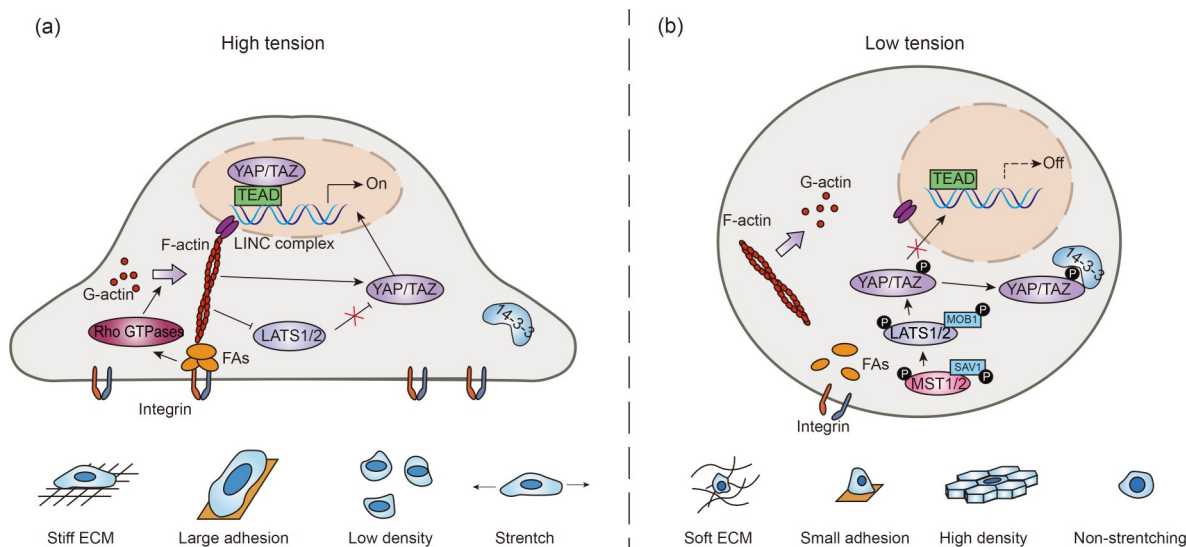 (a)
High tension
YAP/TAZ
TEAD
On
F-actin
LINC complex
G-actin
YAP/TAZ
Rho GTPases
LATS1/2
14-3-3
FAs
Integrin
Stiff ECM
Large adhesion
Low density
Strentch
(b)
Low tension
TEAD
Off
G-actin
F-actin
P
YAP/TAZ
14-3-3
P
YAP/TAZ
P
LATS1/2
MOB1
P
FAs
P
MST1/2
SAV1
P
Integrin
Soft ECM
Small adhesion
High density
Non-strentching